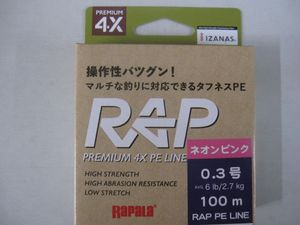 PREMIUM
4X
IZANAS
操作性バツグン！
マルチな釣りに対応できるタフネスPE
RAP
ネオンピンク
PREMIUM 4X PE LINE
0.3号
AVG 6 lb/2.7 kg
HIGH STRENGTH
HIGH ABRASION RESISTANCE
LOW STRETCH
100 m
Rapala
RAP PE LINE